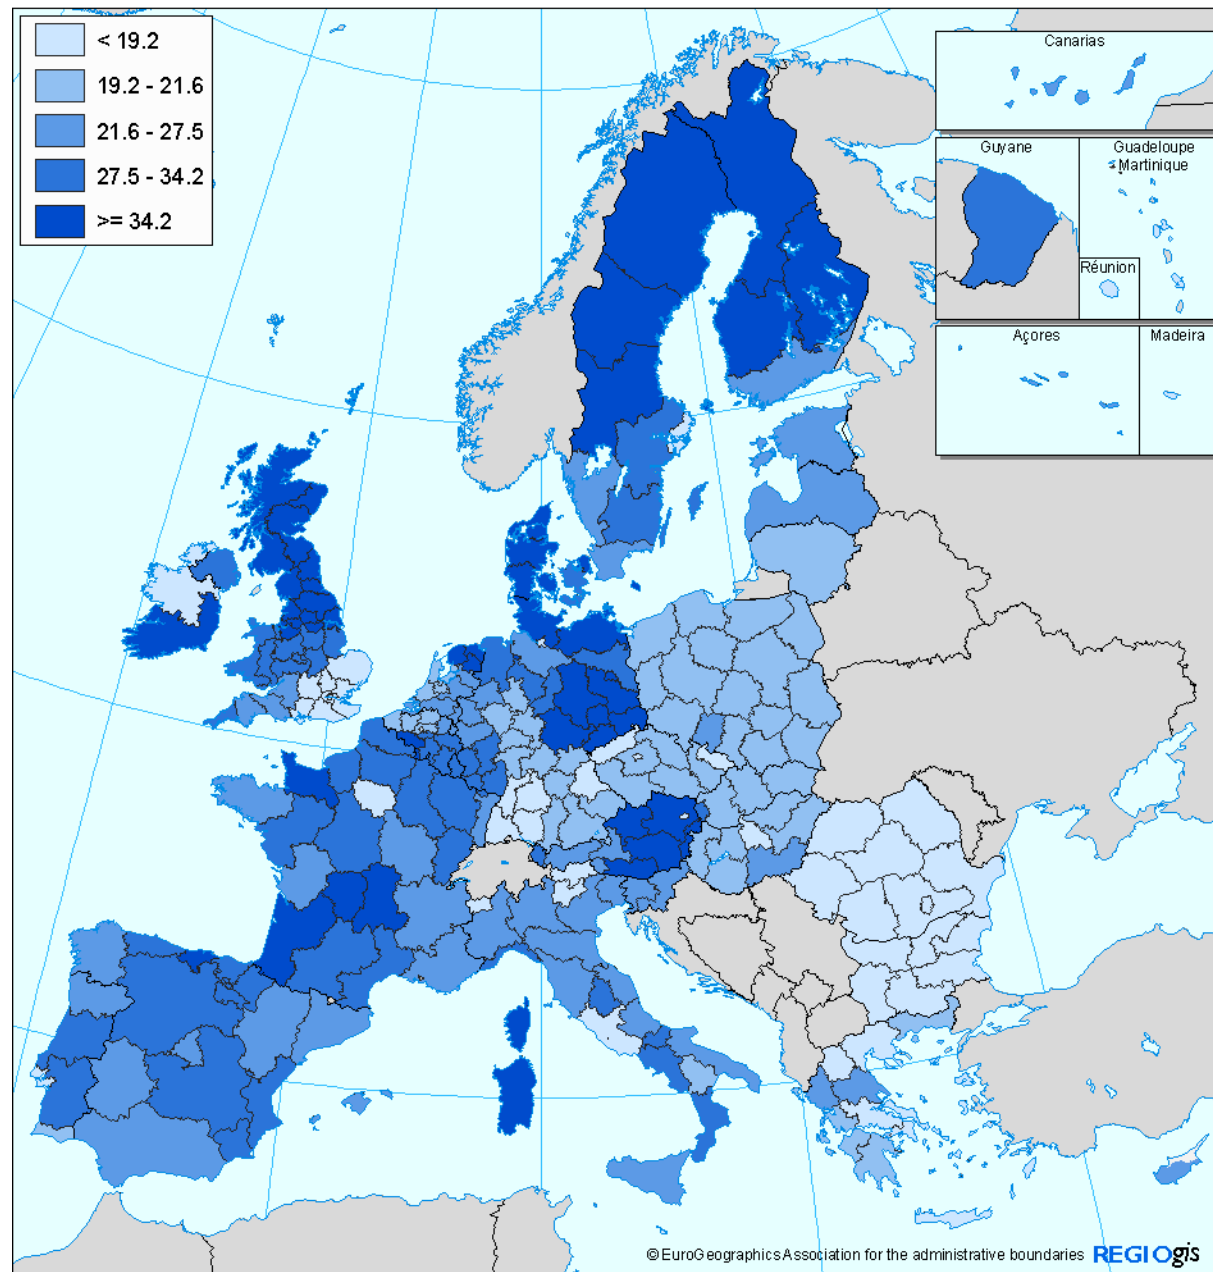 < 19.2
19.2 - 21.6
21.6 - 27.5
27.5 - 34.2
>= 34.2
Canarias
Guyane
Guadeloupe
Martinique
Réunion
Açores
Madeira
© EuroGeographics Association for the administrative boundaries
REGIOgis